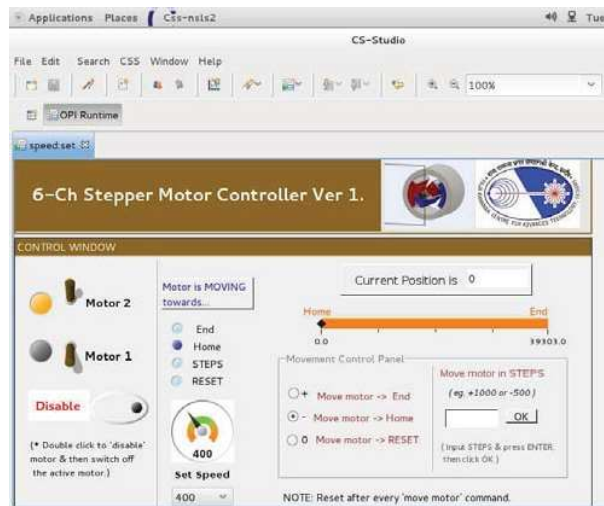 Applications Places Css-nsls2 Tue
CS-Studio
File Edit Search CSS Window Help
100%
OPI Runtime
speed.set
6-Ch Stepper Motor Controller Ver 1.
CONTROL WINDOW
Motor 2
Motor 1
Disable
(* Double click to 'disable'
motor & then switch off
the active motor.)
Motor is MOVING
towards...
End
Home
STEPS
RESET
400
Set Speed
400
Current Position is 0
Home End
0.0 39303.0
Movement Control Panel
+ Move motor -> End
- Move motor -> Home
0 Move motor -> RESET
Move motor in STEPS
(eg. +1000 or -500)
OK
(Input STEPS & press ENTER,
then click OK)
NOTE: Reset after every 'move motor' command.